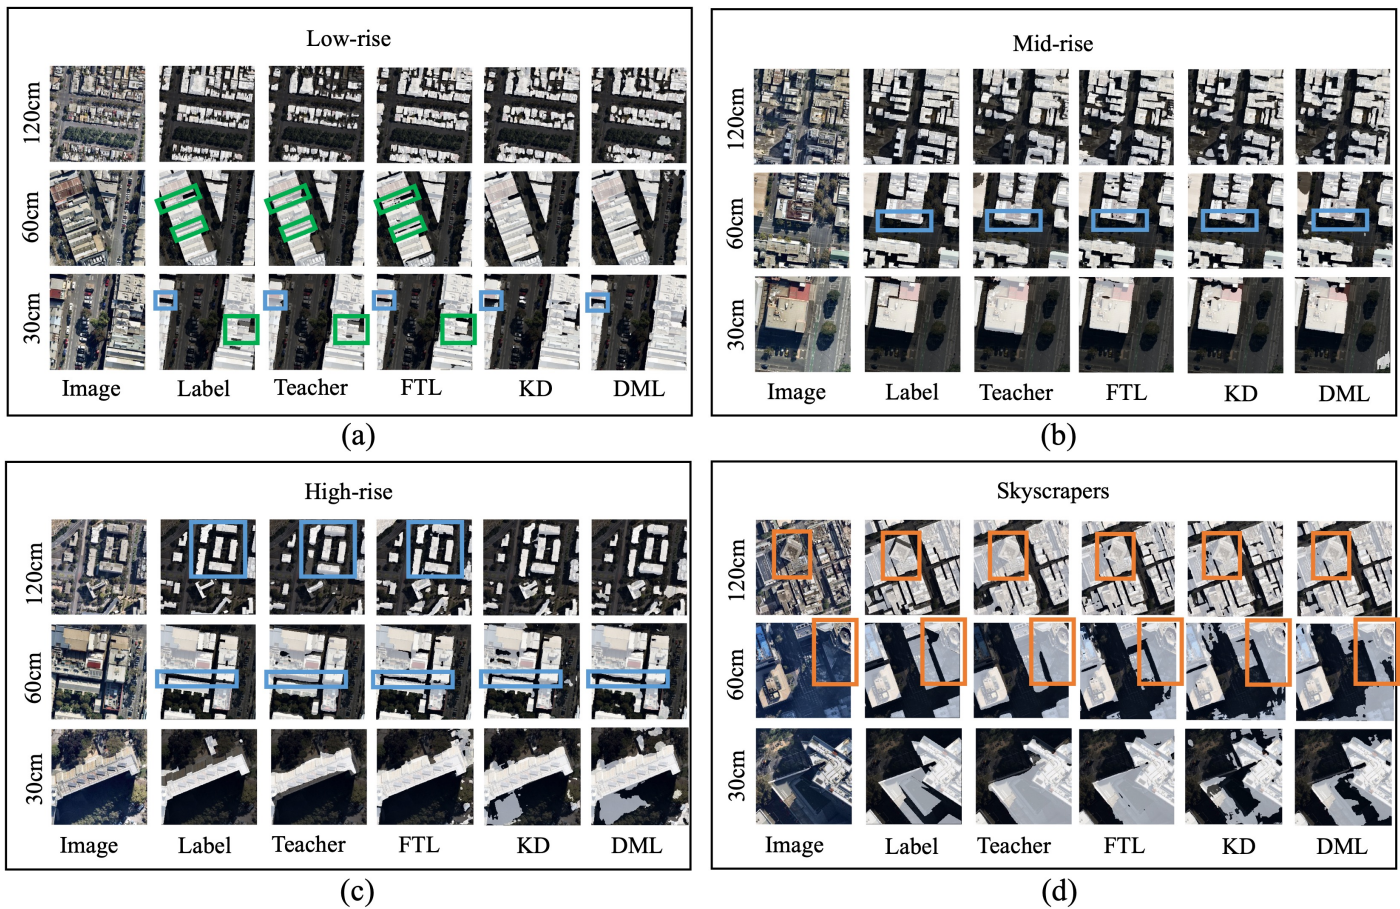 Low-rise
120cm
60cm
30cm
Image Label Teacher FTL KD DML
(a)
Mid-rise
120cm
60cm
30cm
Image Label Teacher FTL KD DML
(b)
High-rise
120cm
60cm
30cm
Image Label Teacher FTL KD DML
(c)
Skyscrapers
120cm
60cm
30cm
Image Label Teacher FTL KD DML
(d)